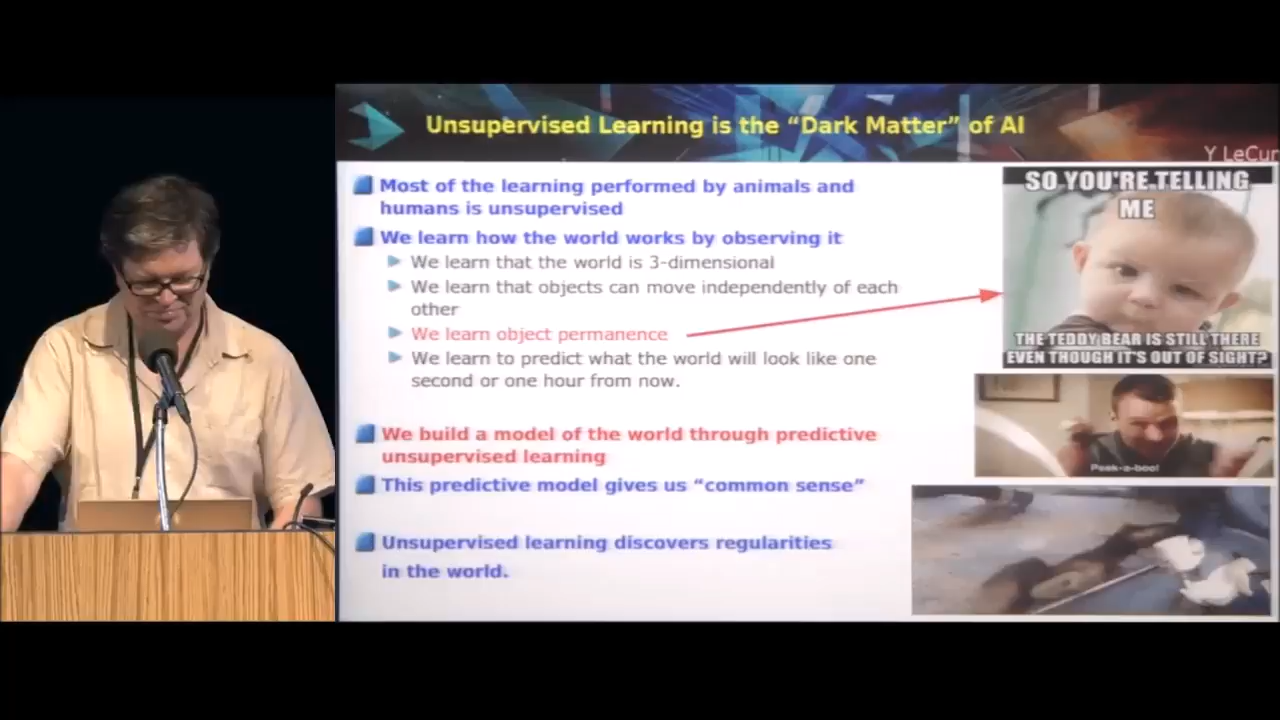 Unsupervised Learning is the “Dark Matter” of AI
Y LeCun
Most of the learning performed by animals and
humans is unsupervised
We learn how the world works by observing it
We learn that the world is 3-dimensional
We learn that objects can move independently of each
other
We learn object permanence
We learn to predict what the world will look like one
second or one hour from now.
We build a model of the world through predictive
unsupervised learning
This predictive model gives us “common sense”
Unsupervised learning discovers regularities
in the world.
SO YOU'RE TELLING
ME
THE TEDDY BEAR IS STILL THERE
EVEN THOUGH IT'S OUT OF SIGHT?
Peek-a-boo!